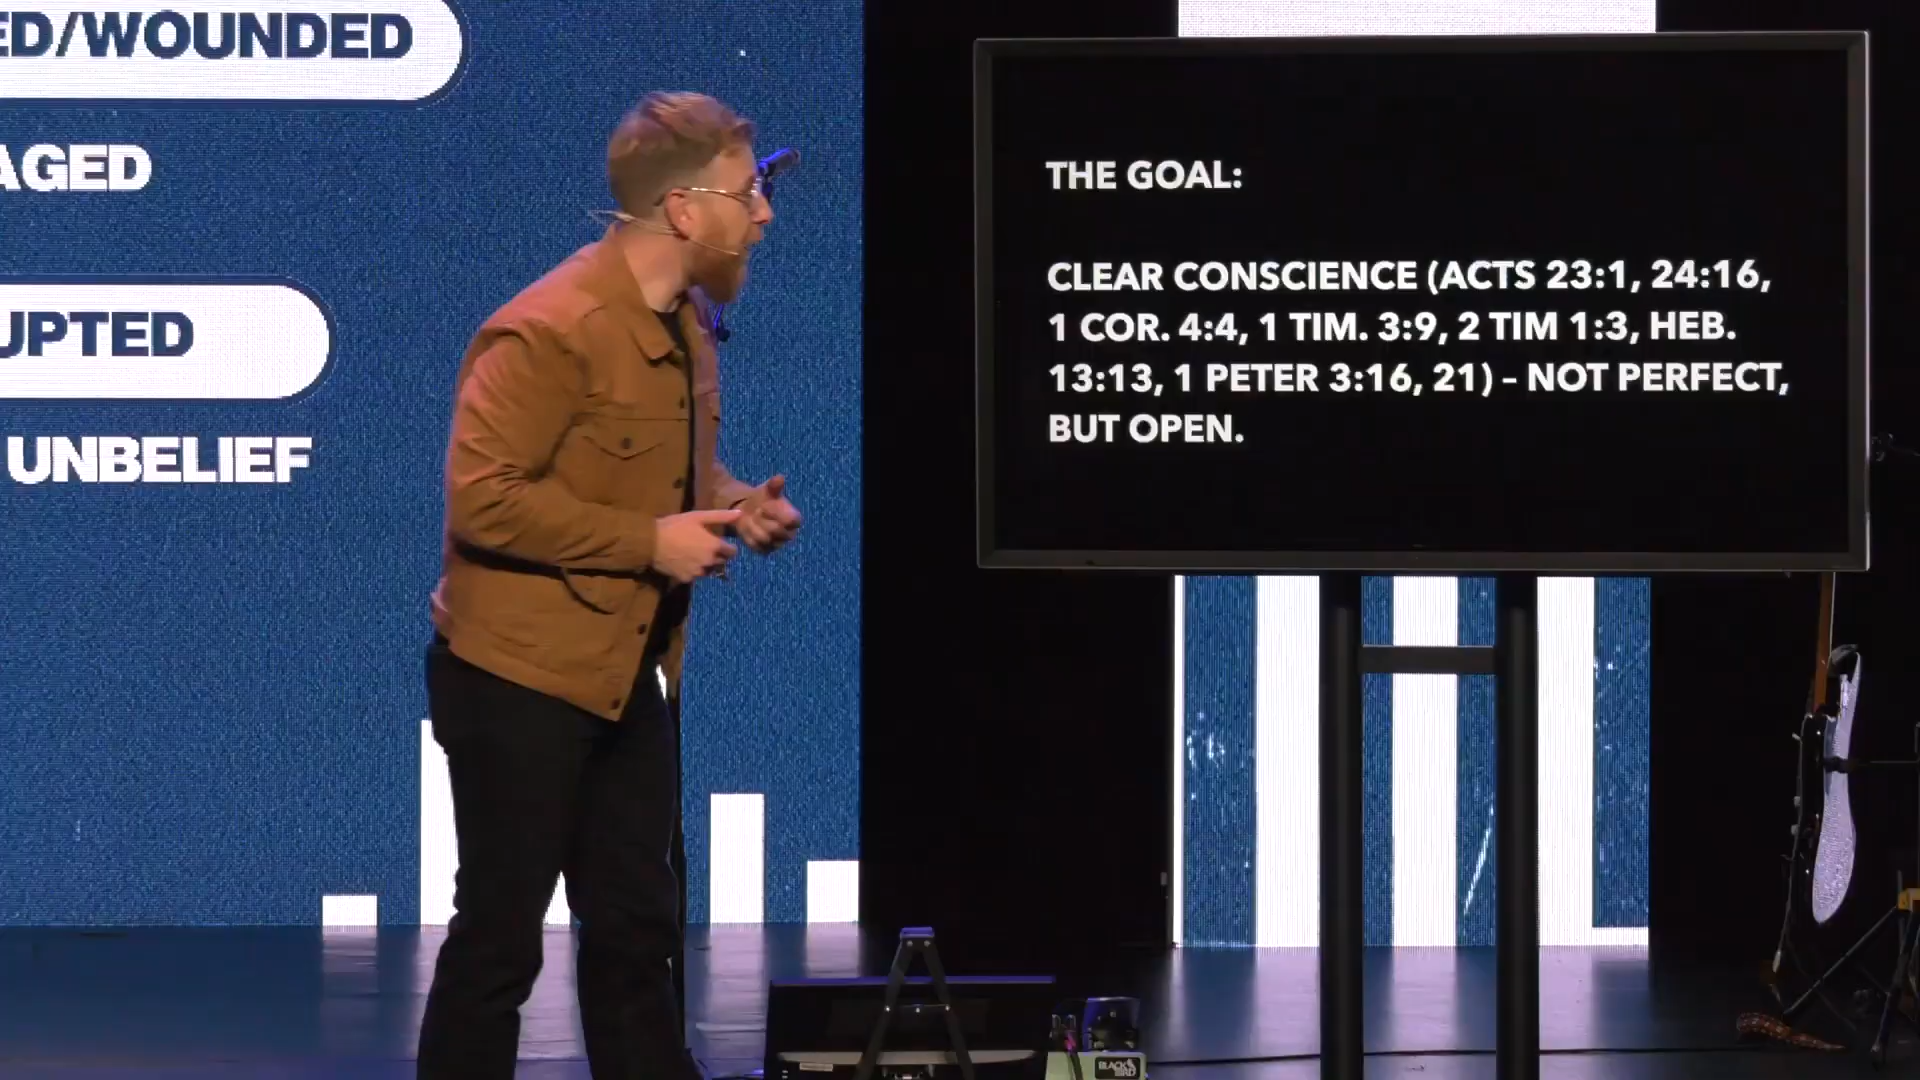 ED/WOUNDED
AGED
UPTED
UNBELIEF
THE GOAL:
CLEAR CONSCIENCE (ACTS 23:1, 24:16,
1 COR. 4:4, 1 TIM. 3:9, 2 TIM 1:3, HEB.
13:13, 1 PETER 3:16, 21) – NOT PERFECT,
BUT OPEN.
BLACK